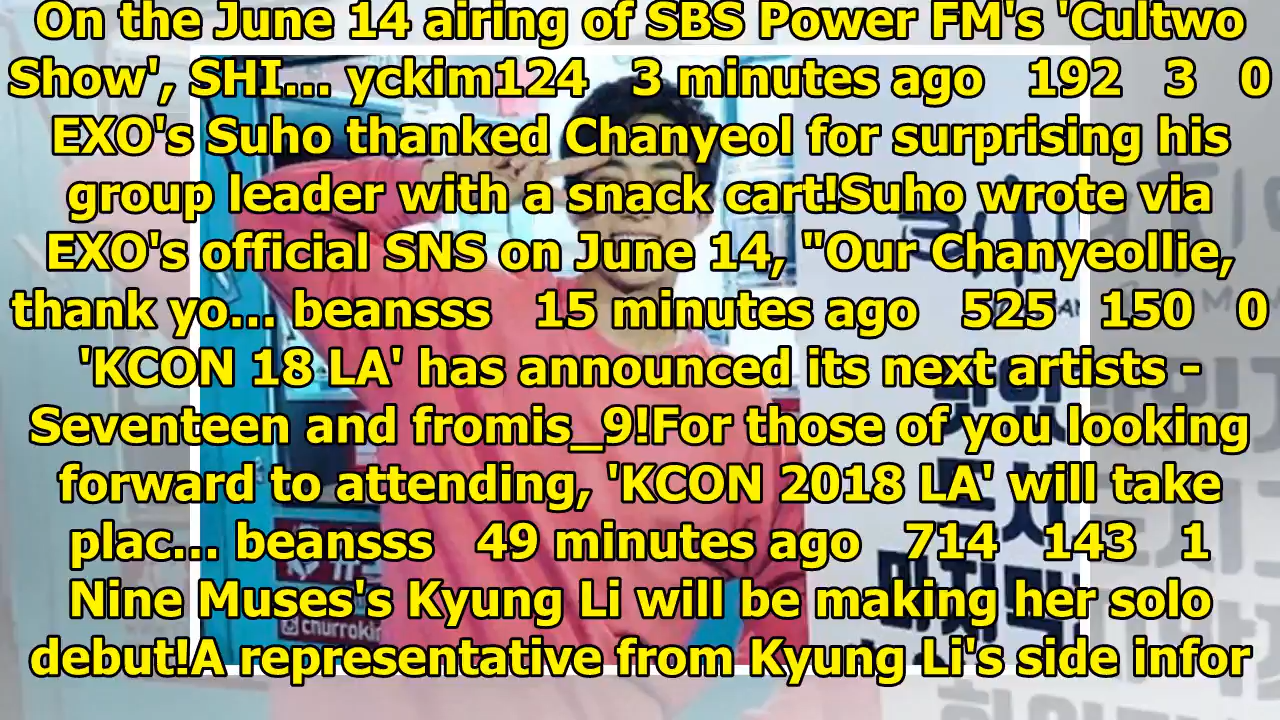 On the June 14 airing of SBS Power FM's 'Cultwo
Show', SHI... yckim124 3 minutes ago 192 3 0
EXO's Suho thanked Chanyeol for surprising his
group leader with a snack cart!Suho wrote via
EXO's official SNS on June 14, "Our Chanyeollie,
thank yo... beansss 15 minutes ago 525 150 0
'KCON 18 LA' has announced its next artists -
Seventeen and fromis_9!For those of you looking
forward to attending, 'KCON 2018 LA' will take
plac... beansss 49 minutes ago 714 143 1
Nine Muses's Kyung Li will be making her solo
debut!A representative from Kyung Li's side infor